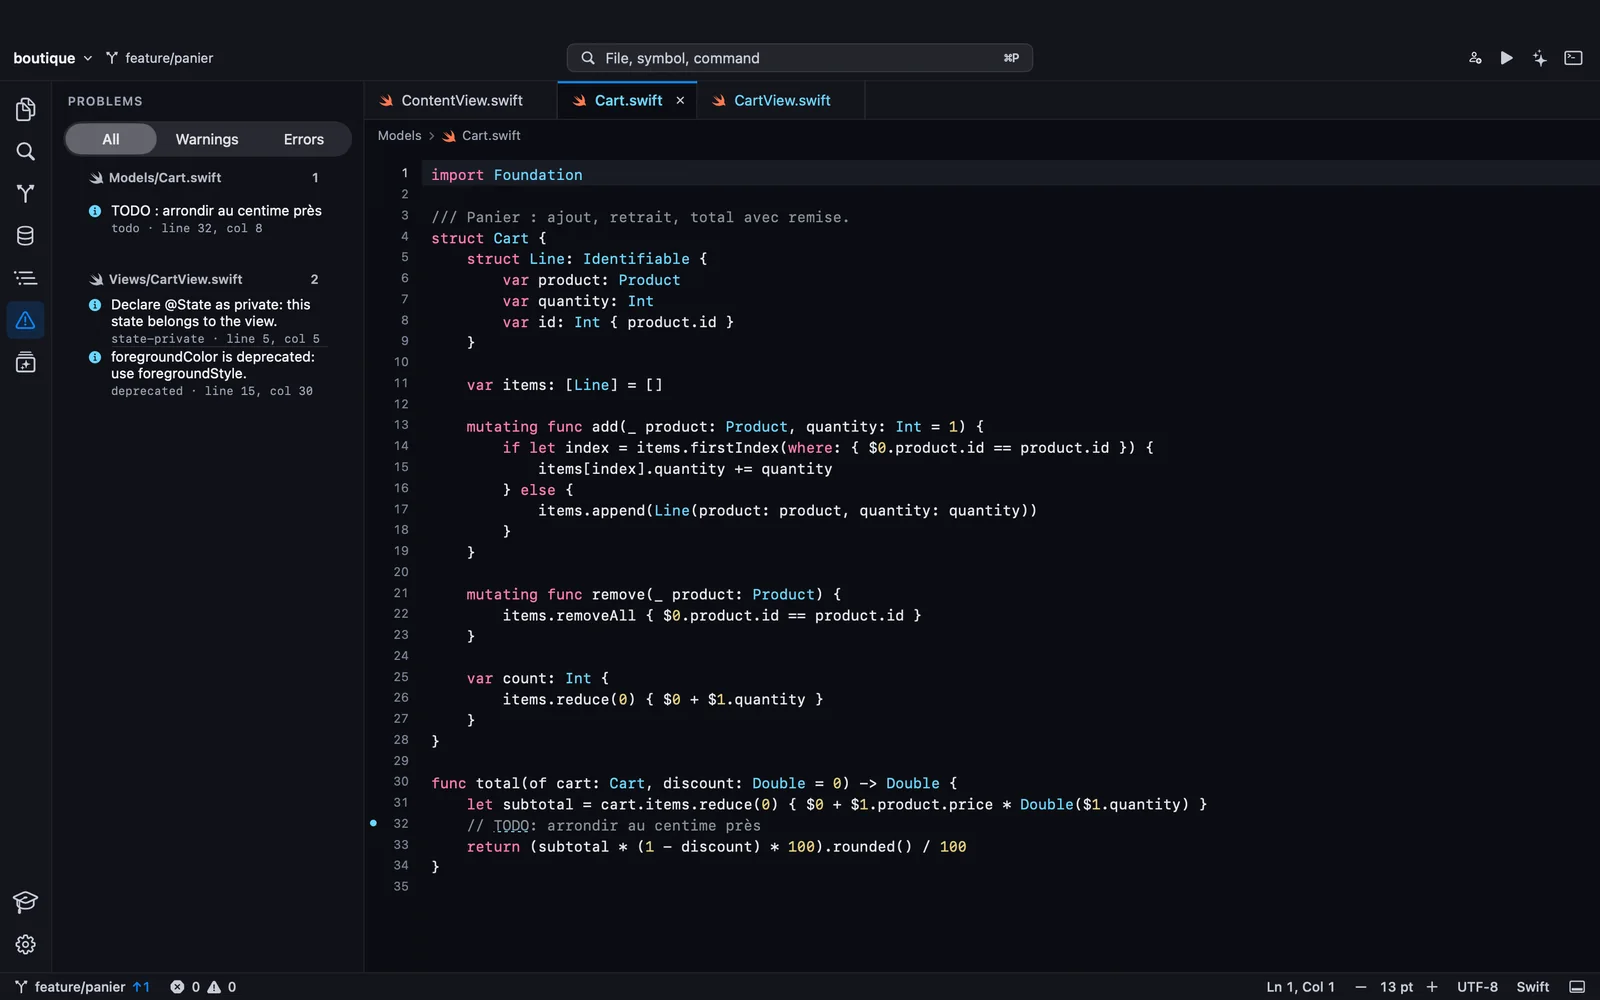 boutique feature/panier File, symbol, command ⌘P
PROBLEMS
All Warnings Errors
Models/Cart.swift 1
TODO : arrondir au centime près
todo · line 32, col 8
Views/CartView.swift 2
Declare @State as private: this
state belongs to the view.
state-private · line 5, col 5
foregroundColor is deprecated:
use foregroundStyle.
deprecated · line 15, col 30
ContentView.swift Cart.swift × CartView.swift
Models > Cart.swift
1 import Foundation
2
3 /// Panier : ajout, retrait, total avec remise.
4 struct Cart {
5     struct Line: Identifiable {
6         var product: Product
7         var quantity: Int
8         var id: Int { product.id }
9     }
10
11     var items: [Line] = []
12
13     mutating func add(_ product: Product, quantity: Int = 1) {
14         if let index = items.firstIndex(where: { $0.product.id == product.id }) {
15             items[index].quantity += quantity
16         } else {
17             items.append(Line(product: product, quantity: quantity))
18         }
19     }
20
21     mutating func remove(_ product: Product) {
22         items.removeAll { $0.product.id == product.id }
23     }
24
25     var count: Int {
26         items.reduce(0) { $0 + $1.quantity }
27     }
28 }
29
30 func total(of cart: Cart, discount: Double = 0) -> Double {
31     let subtotal = cart.items.reduce(0) { $0 + $1.product.price * Double($1.quantity) }
32     // TODO: arrondir au centime près
33     return (subtotal * (1 - discount) * 100).rounded() / 100
34 }
35
feature/panier ↑1 0 0 Ln 1, Col 1 — 13 pt + UTF-8 Swift